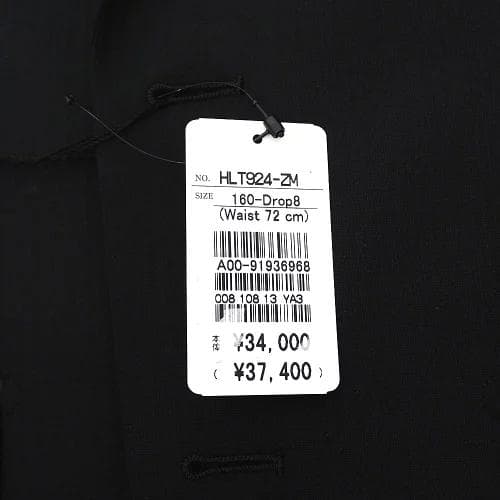 NO. HLT924-ZM
SIZE 160-Drop8
(Waist 72 cm)
A00-91936968
008 108 13 YA3
本体 ¥34,000
( ¥37,400 )